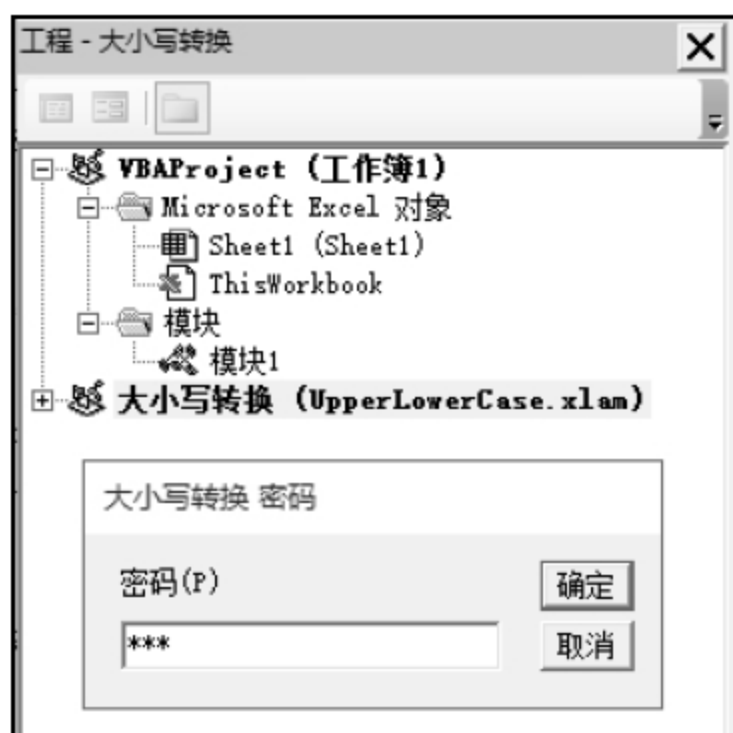 工程 - 大小写转换
VBAProject (工作簿1)
Microsoft Excel 对象
Sheet1 (Sheet1)
ThisWorkbook
模块
模块1
大小写转换 (UpperLowerCase.xlam)
大小写转换 密码
密码(P)
确定
***
取消